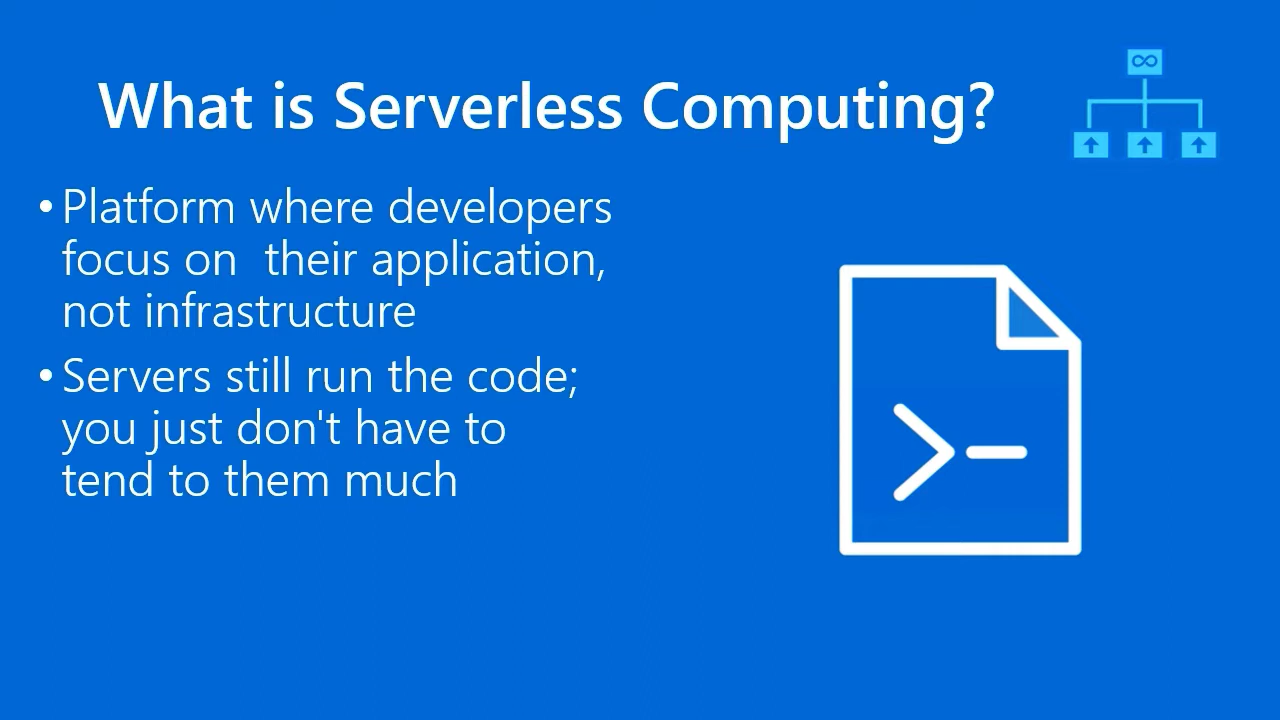 What is Serverless Computing?
• Platform where developers
focus on  their application,
not infrastructure
• Servers still run the code;
you just don't have to
tend to them much